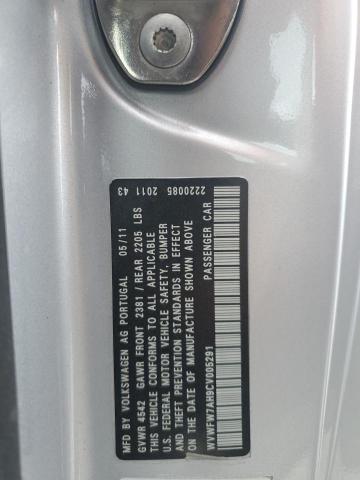 2220085 2011 43
MFD BY VOLKSWAGEN AG PORTUGAL 05/11
GVWR 4542 GAWR FRONT 2381 / REAR 2205 LBS
THIS VEHICLE CONFORMS TO ALL APPLICABLE
U.S. FEDERAL MOTOR VEHICLE SAFETY, BUMPER
AND THEFT PREVENTION STANDARDS IN EFFECT
ON THE DATE OF MANUFACTURE SHOWN ABOVE
WVWFW7AH9CV005291 PASSENGER CAR